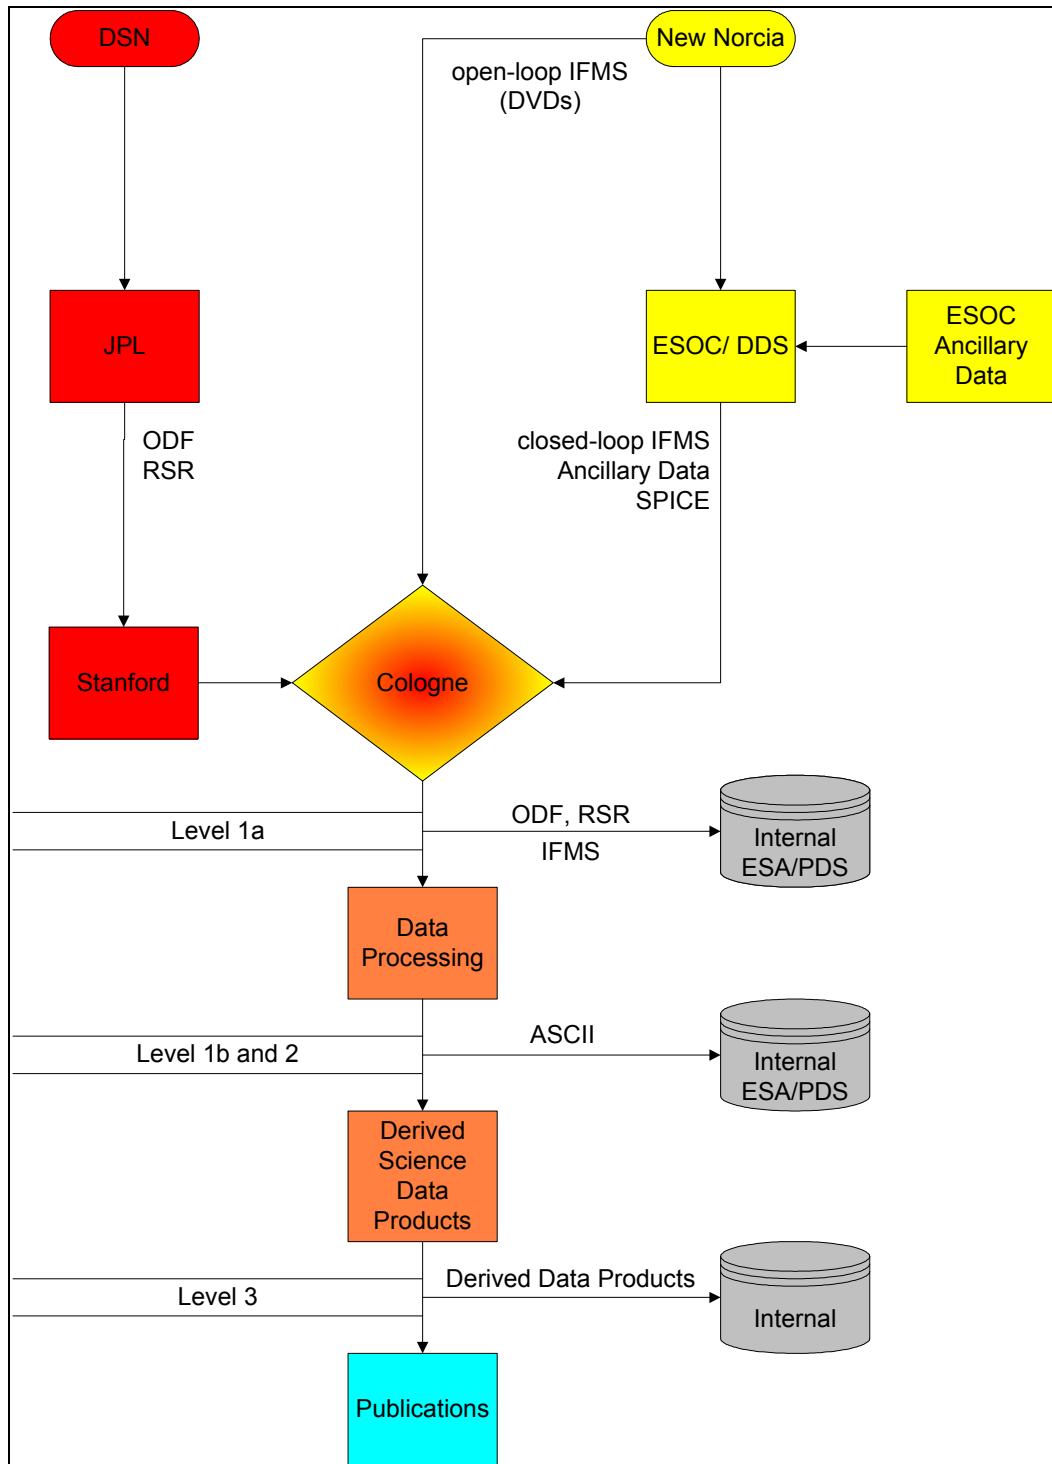 DSN
New Norcia
open-loop IFMS
(DVDs)
JPL
ESOC/ DDS
ESOC
Ancillary
Data
ODF
RSR
closed-loop IFMS
Ancillary Data
SPICE
Stanford
Cologne
Level 1a
ODF, RSR
IFMS
Internal
ESA/PDS
Data
Processing
Level 1b and 2
ASCII
Internal
ESA/PDS
Derived
Science
Data
Products
Level 3
Derived Data Products
Internal
Publications